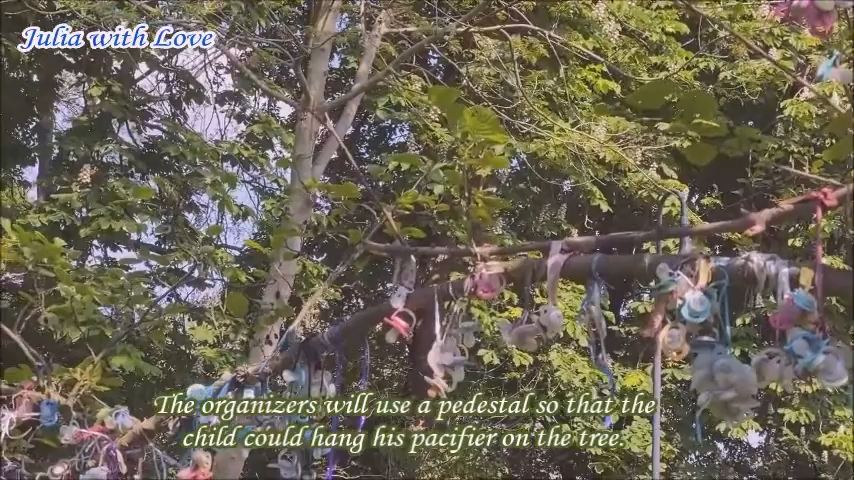 Julia with Love
The organizers will use a pedestal so that the
child could hang his pacifier on the tree.